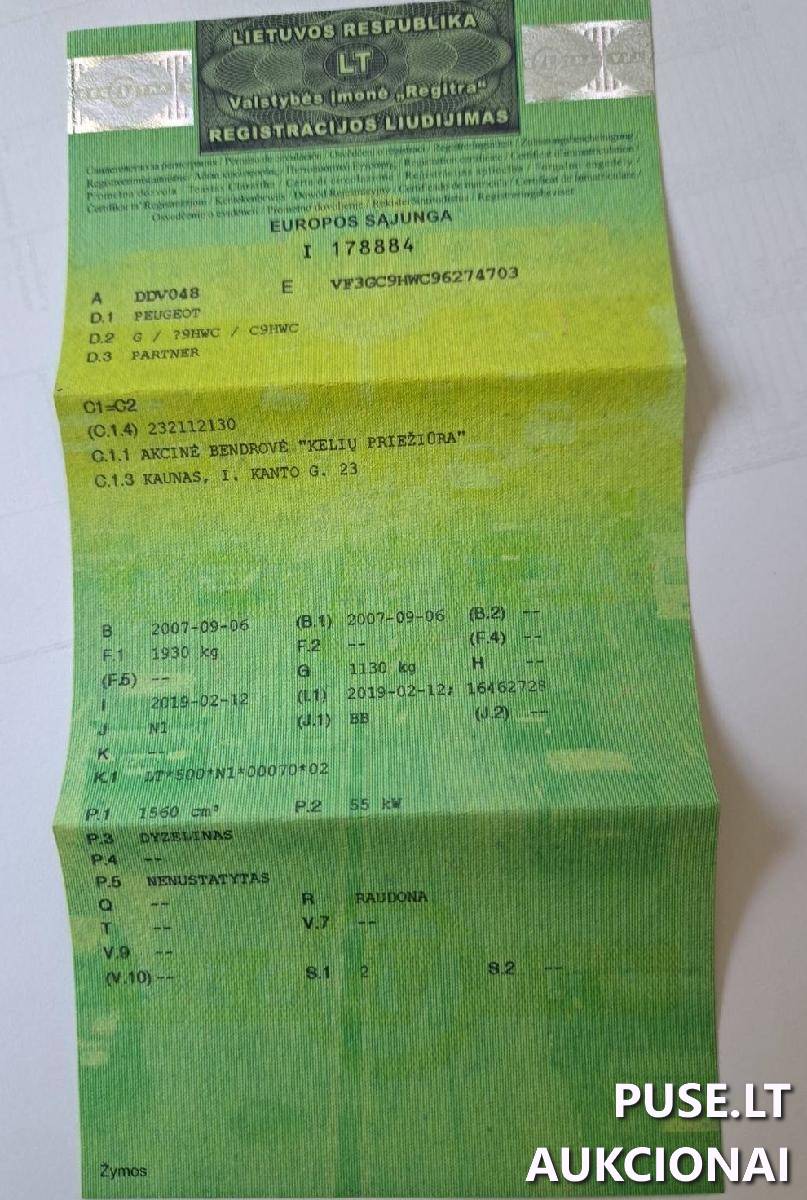 LIETUVOS RESPUBLIKA
LT
Valstybės įmonė „Regitra“
REGISTRACIJOS LIUDIJIMAS
EUROPOS SĄJUNGA
I 178884
A DDV048 E VF3GC9HWC96274703
D.1 PEUGEOT
D.2 G / ?9HWC / C9HWC
D.3 PARTNER
C1=C2
(C.1.4) 232112130
C.1.1 AKCINĖ BENDROVĖ "KELIŲ PRIEŽIŪRA"
C.1.3 KAUNAS, I. KANTO G. 23
B 2007-09-06 (B.1) 2007-09-06 (B.2) --
F.1 1930 kg F.2 -- (F.4) --
(F.5) -- G 1130 kg H --
I 2019-02-12 (I.1) 2019-02-12; 16462728
J N1 (J.1) BB (J.2) --
K --
K.1 LT*500*N1*00070*02
P.1 1560 cm³ P.2 55 kW
P.3 DYZELINAS
P.4 --
P.5 NENUSTATYTAS
Q -- R RAUDONA
T -- V.7 --
V.9 --
(V.10) -- S.1 2 S.2 --
Žymos
PUSE.LT
AUKCIONAI